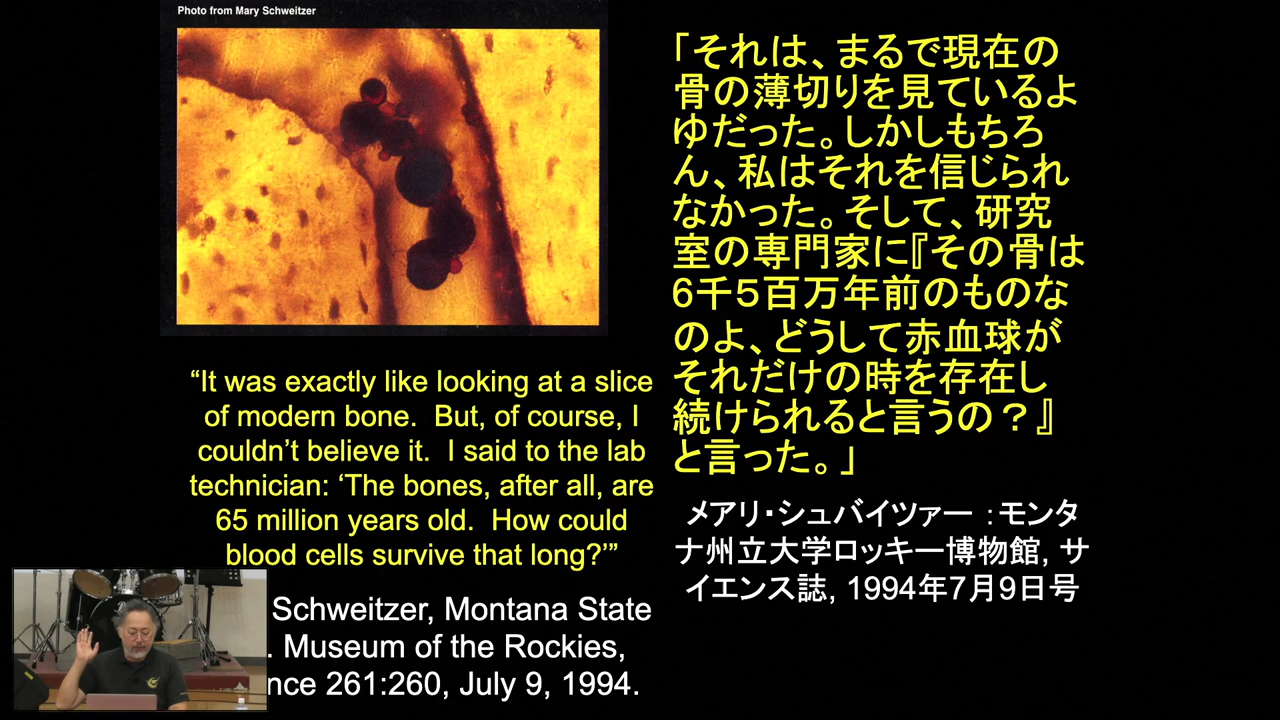 Photo from Mary Schweitzer
“It was exactly like looking at a slice
of modern bone.  But, of course, I
couldn’t believe it.  I said to the lab
technician: ‘The bones, after all, are
65 million years old.  How could
blood cells survive that long?’”
Schweitzer, Montana State
. Museum of the Rockies,
nce 261:260, July 9, 1994.
「それは、まるで現在の
骨の薄切りを見ているよ
ゆだった。しかしもちろ
ん、私はそれを信じられ
なかった。そして、研究
室の専門家に『その骨は
6千5百万年前のものな
のよ、どうして赤血球が
それだけの時を存在し
続けられると言うの？』
と言った。」
メアリ・シュバイツァー：モンタ
ナ州立大学ロッキー博物館, サ
イエンス誌, 1994年7月9日号